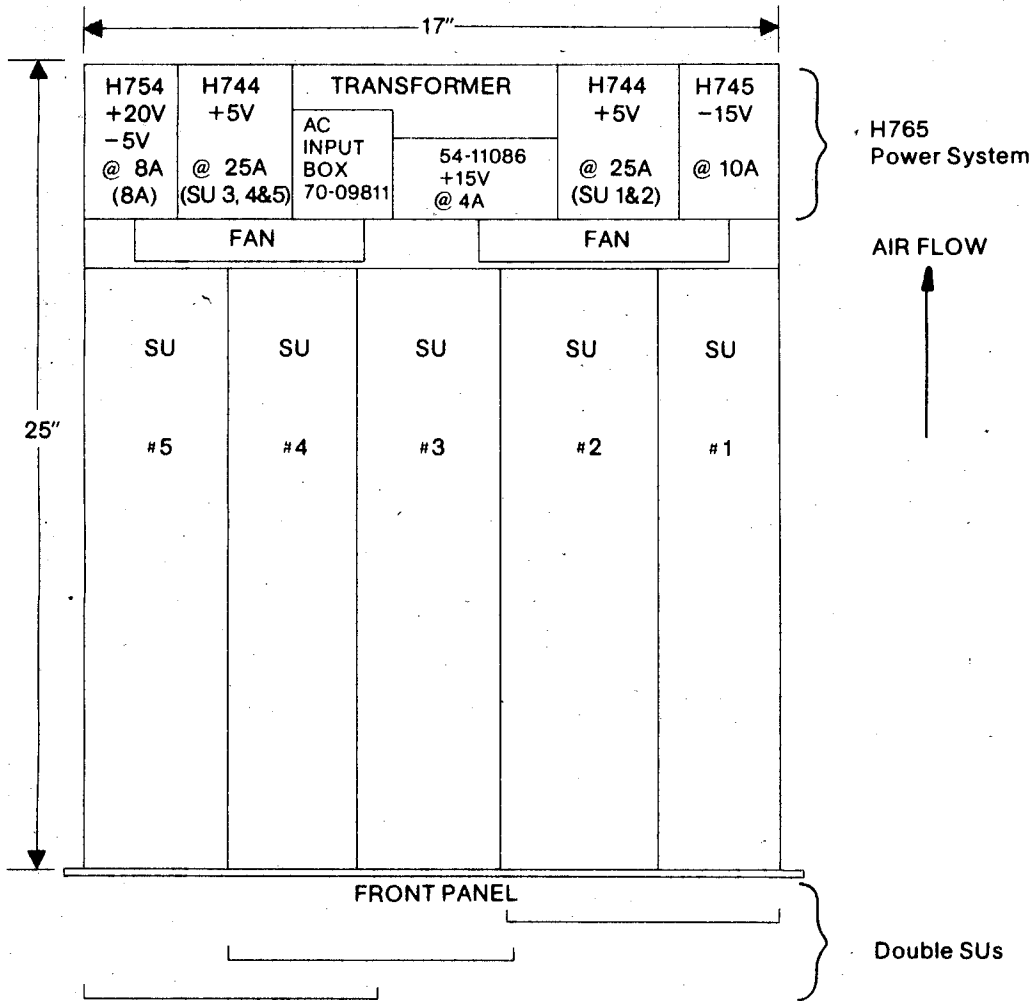 17"
H754
+20V
-5V
@ 8A
(8A)
H744
+5V
@ 25A
(SU 3, 4&5)
TRANSFORMER
AC
INPUT
BOX
70-09811
54-11086
+15V
@ 4A
H744
+5V
@ 25A
(SU 1&2)
H745
-15V
@ 10A
H765
Power System
FAN
FAN
AIR FLOW
SU
SU
SU
SU
SU
25"
#5
#4
#3
#2
#1
FRONT PANEL
Double SUs